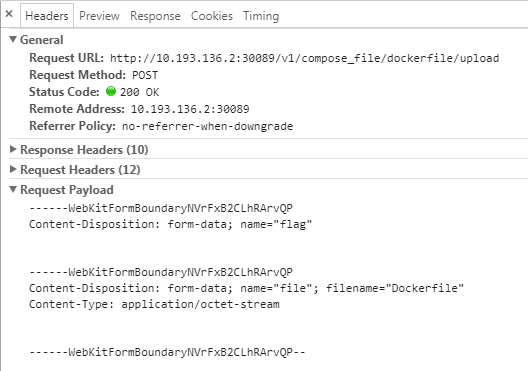 × Headers Preview Response Cookies Timing
▼ General
Request URL: http://10.193.136.2:30089/v1/compose_file/dockerfile/upload
Request Method: POST
Status Code: 200 OK
Remote Address: 10.193.136.2:30089
Referrer Policy: no-referrer-when-downgrade
▶ Response Headers (10)
▶ Request Headers (12)
▼ Request Payload
------WebKitFormBoundaryNVrFxB2CLhRArvQP
Content-Disposition: form-data; name="flag"
------WebKitFormBoundaryNVrFxB2CLhRArvQP
Content-Disposition: form-data; name="file"; filename="Dockerfile"
Content-Type: application/octet-stream
------WebKitFormBoundaryNVrFxB2CLhRArvQP--